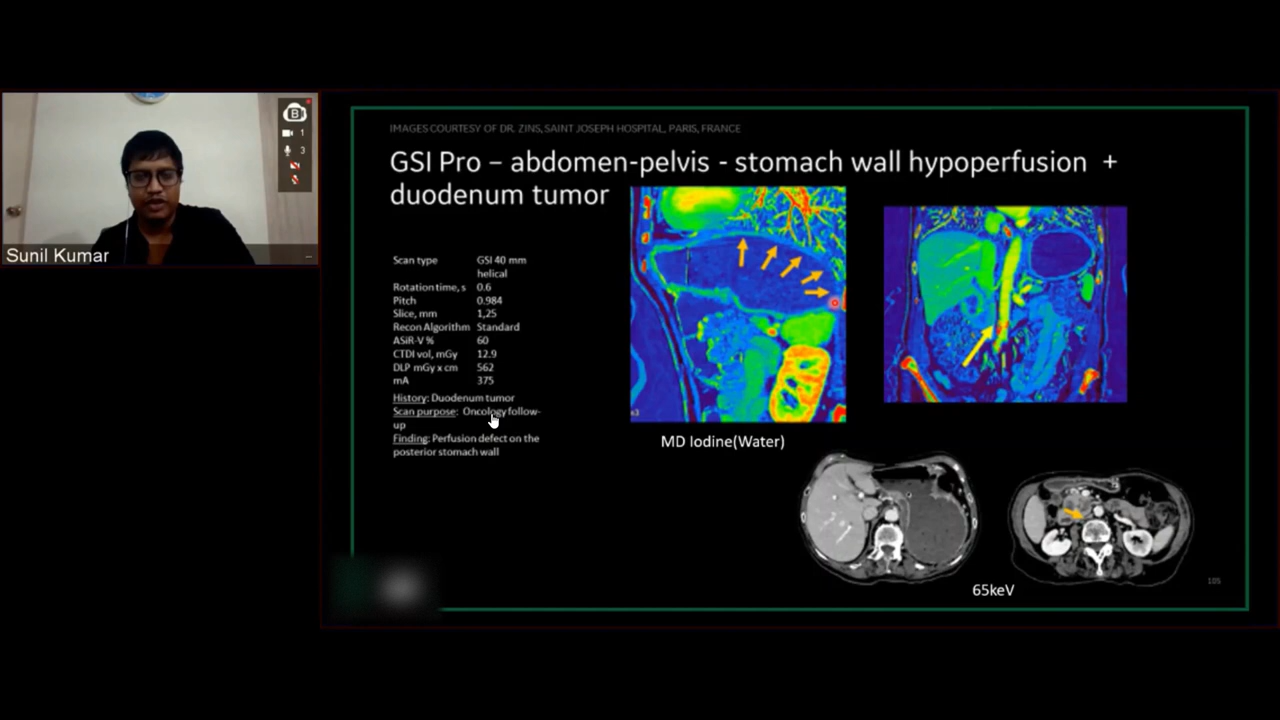 IMAGES COURTESY OF DR. ZINS, SAINT JOSEPH HOSPITAL, PARIS, FRANCE
GSI Pro – abdomen-pelvis - stomach wall hypoperfusion +
duodenum tumor
B
1
3
Sunil Kumar
Scan type GSI 40 mm
helical
Rotation time, s 0.6
Pitch 0.984
Slice, mm 1,25
Recon Algorithm Standard
ASiR-V % 60
CTDI vol, mGy 12.9
DLP mGy x cm 562
mA 375
History: Duodenum tumor
Scan purpose: Oncology follow-
up
Finding: Perfusion defect on the
posterior stomach wall
MD Iodine(Water)
65keV
105